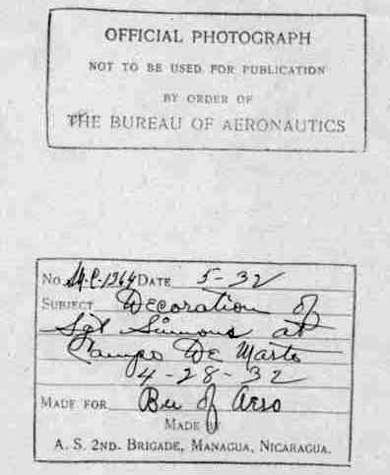 OFFICIAL PHOTOGRAPH
NOT TO BE USED FOR PUBLICATION
BY ORDER OF
THE BUREAU OF AERONAUTICS
No. DATE 5-32
SUBJECT Decoration of
Sgt Simmons at
Campo De Marte
4-28-32
MADE FOR Bu of Aero
MADE BY
A. S. 2ND. BRIGADE, MANAGUA, NICARAGUA.